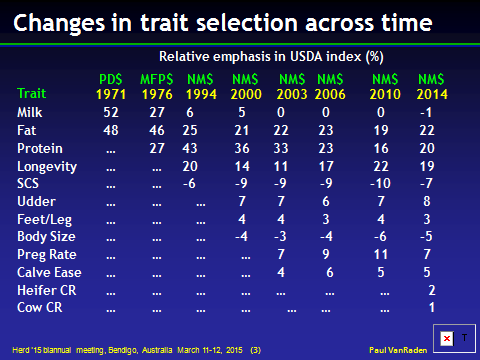 Changes in trait selection across time
Relative emphasis in USDA index (%)
PD$ MFP$ NM$ NM$ NM$ NM$ NM$ NM$
Trait 1971 1976 1994 2000 2003 2006 2010 2014
Milk 52 27 6 5 0 0 0 -1
Fat 48 46 25 21 22 23 19 22
Protein … 27 43 36 33 23 16 20
Longevity … … 20 14 11 17 22 19
SCS … … -6 -9 -9 -9 -10 -7
Udder … … … 7 7 6 7 8
Feet/Leg … … … 4 4 3 4 3
Body Size … … … -4 -3 -4 -6 -5
Preg Rate … … … … 7 9 11 7
Calve Ease … … … … 4 6 5 5
Heifer CR … … … … … … … 2
Cow CR … … … … … … … 1
Herd '15 biannual meeting, Bendigo, Australia March 11-12, 2015 (3) Paul VanRaden
T